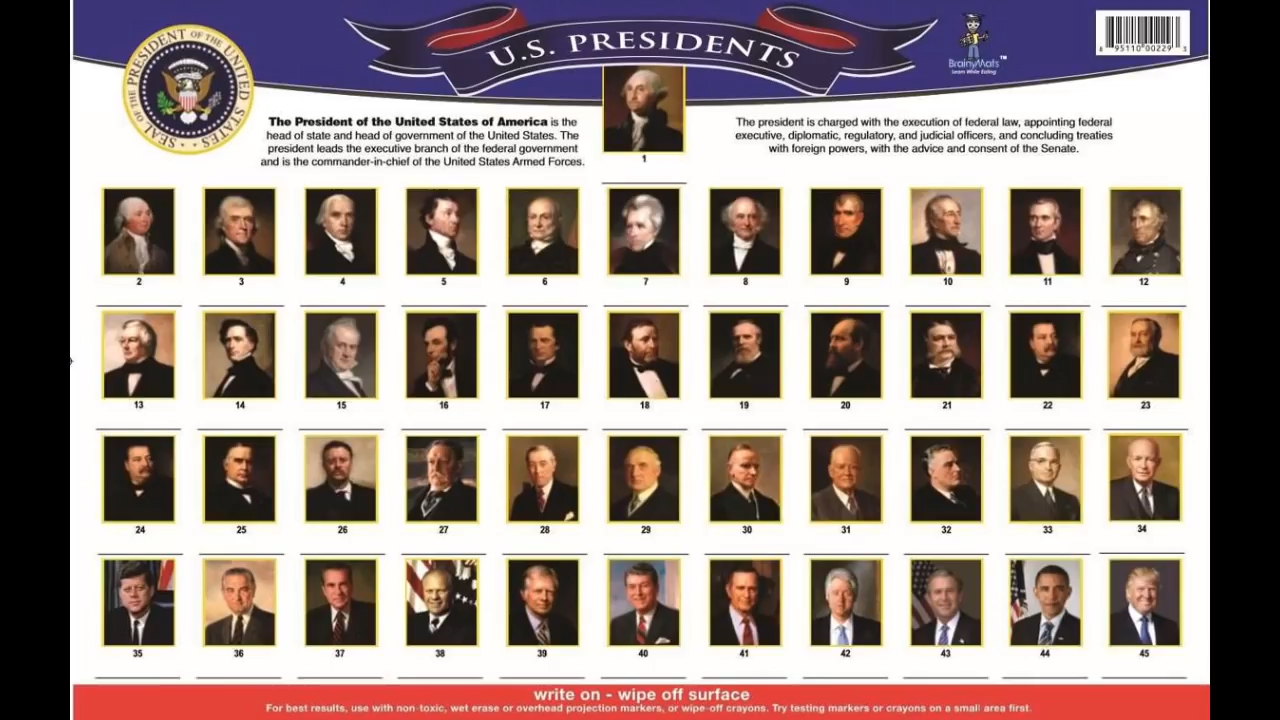 U.S. PRESIDENTS
SEAL OF THE PRESIDENT OF THE UNITED STATES
BrainyMats™
Learn While Eating
8 95110 00229 3
The President of the United States of America is the
head of state and head of government of the United States. The
president leads the executive branch of the federal government
and is the commander-in-chief of the United States Armed Forces.
The president is charged with the execution of federal law, appointing federal
executive, diplomatic, regulatory, and judicial officers, and concluding treaties
with foreign powers, with the advice and consent of the Senate.
1
2 3 4 5 6 7 8 9 10 11 12
13 14 15 16 17 18 19 20 21 22 23
24 25 26 27 28 29 30 31 32 33 34
35 36 37 38 39 40 41 42 43 44 45
write on - wipe off surface
For best results, use with non-toxic, wet erase or overhead projection markers, or wipe-off crayons. Try testing markers or crayons on a small area first.